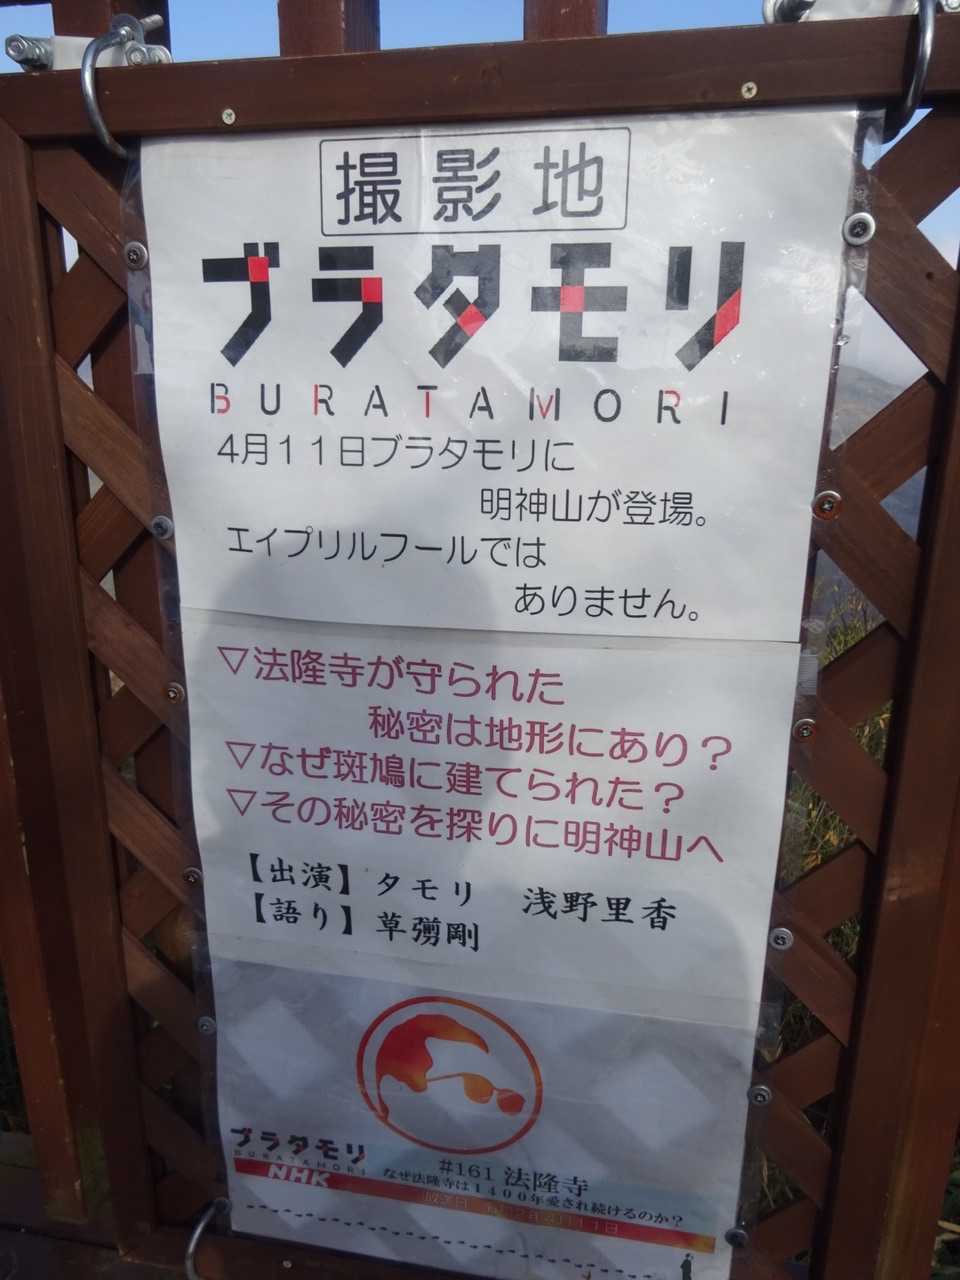 撮影地
ブラタモリ
BURATAMORI
4月11日ブラタモリに
明神山が登場。
エイプリルフールでは
ありません。
▽法隆寺が守られた
秘密は地形にあり?
▽なぜ斑鳩に建てられた?
▽その秘密を探りに明神山へ
【出演】タモリ 浅野里香
【語り】草彅剛
ブラタモリ
BURATAMORI
NHK
#161 法隆寺
なぜ法隆寺は1400年愛され続けるのか?